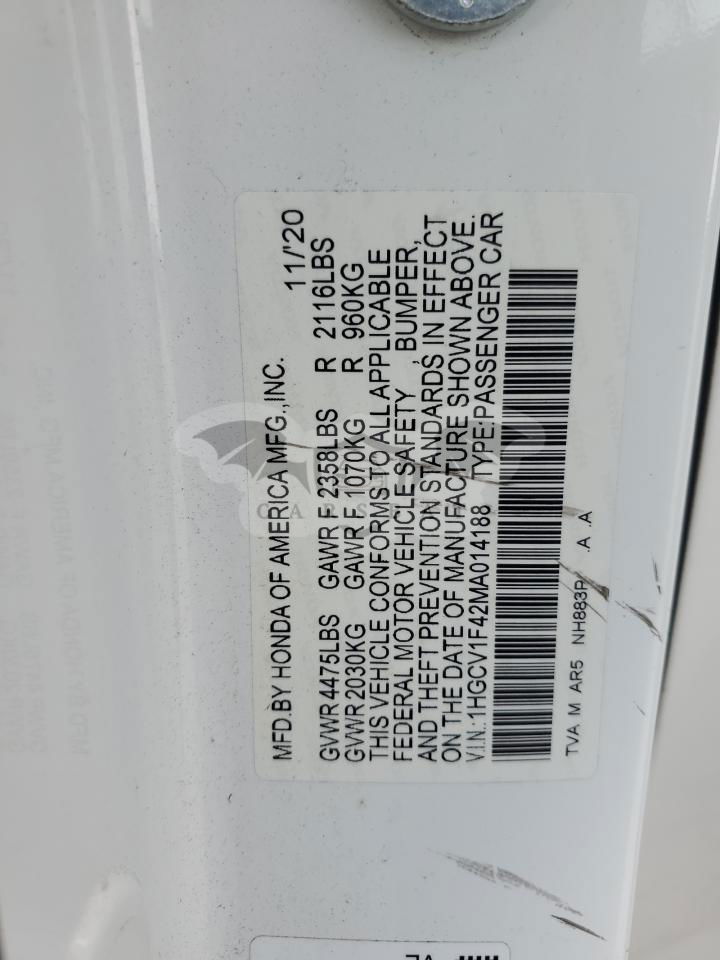 MFD.BY HONDA OF AMERICA MFG.,INC. 11/'20
GVWR 4475LBS GAWR F 2358LBS R 2116LBS
GVWR 2030KG GAWR F 1070KG R 960KG
THIS VEHICLE CONFORMS TO ALL APPLICABLE
FEDERAL MOTOR VEHICLE SAFETY , BUMPER,
AND THEFT PREVENTION STANDARDS IN EFFECT
ON THE DATE OF MANUFACTURE SHOWN ABOVE.
V.I.N.:1HGCV1F42MA014188 TYPE:PASSENGER CAR
TVA M AR5 NH883P .A .A